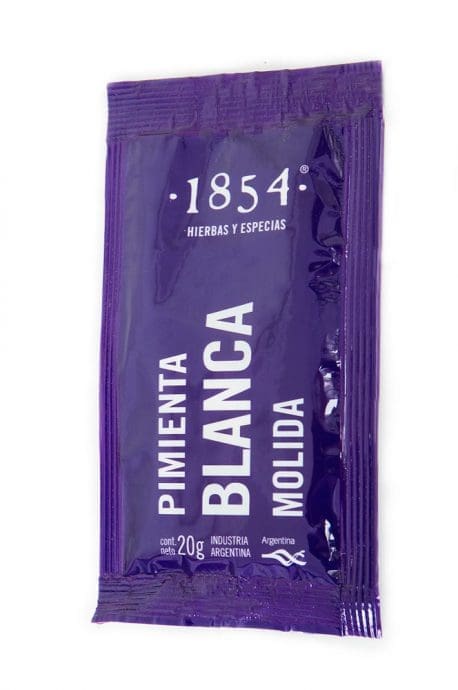 ·1854·®
HIERBAS Y ESPECIAS
PIMIENTA
BLANCA
MOLIDA
cont.
neto 20g
INDUSTRIA
ARGENTINA
Argentina